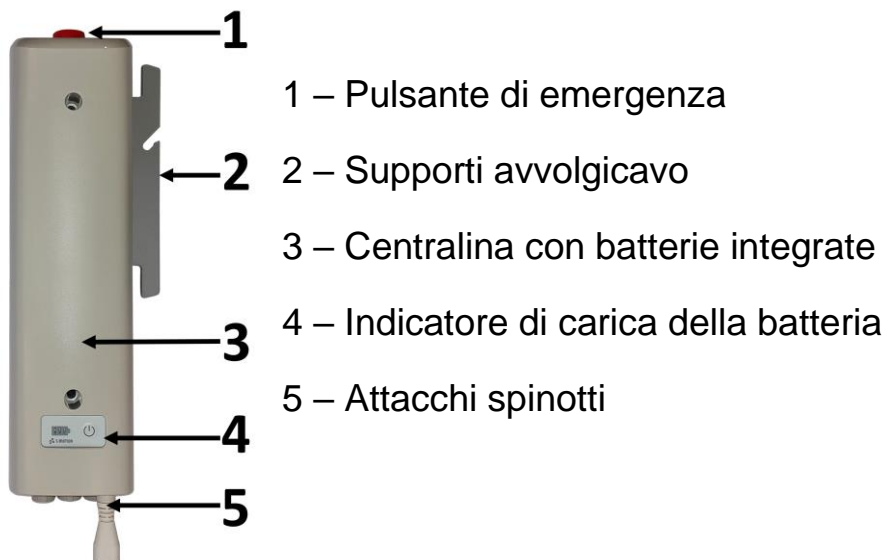 1
1 – Pulsante di emergenza
2
2 – Supporti avvolgicavo
3 – Centralina con batterie integrate
3
4 – Indicatore di carica della batteria
4
5 – Attacchi spinotti
5